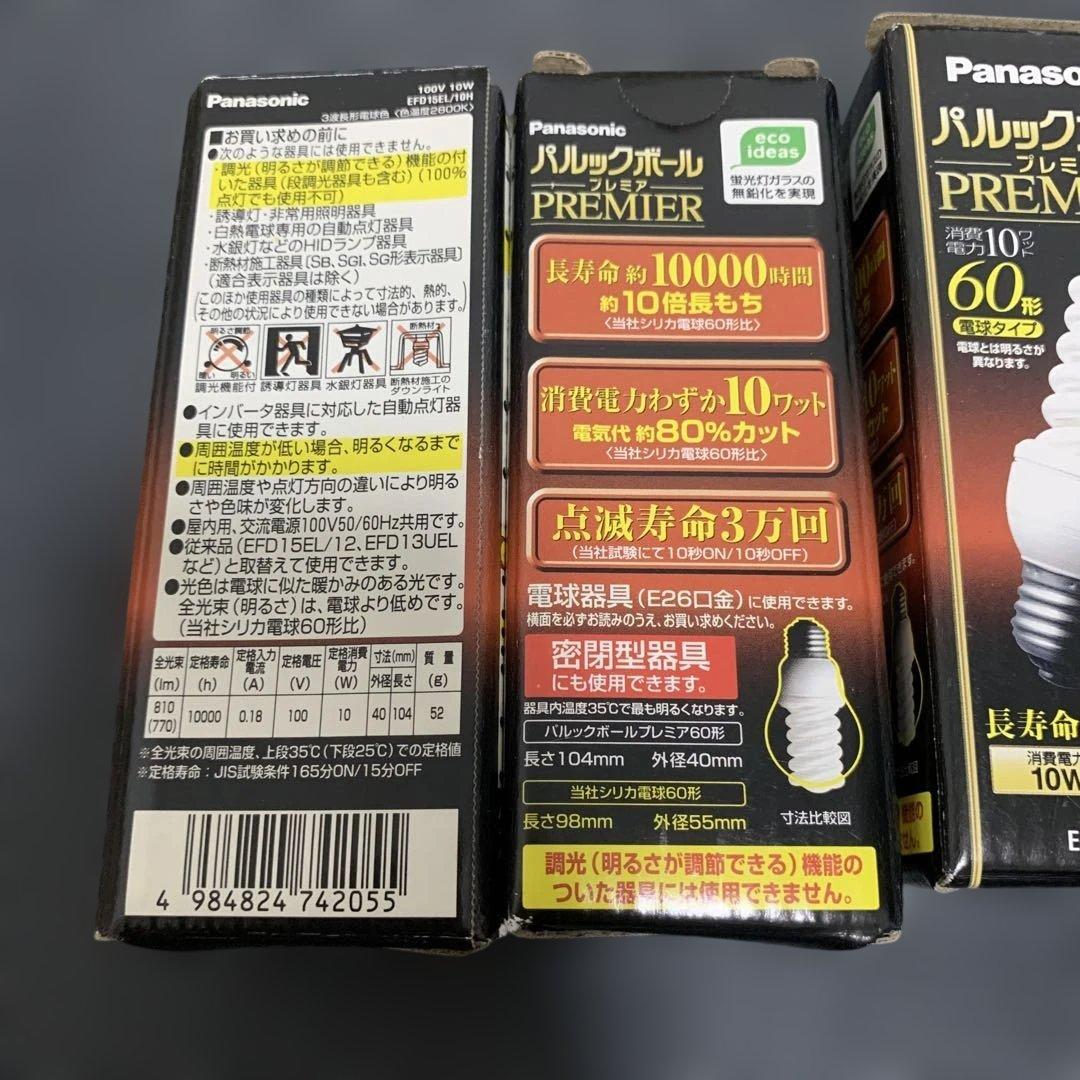 Panasonic
100V 10W
EFD15EL/10H
3波長形電球色〈色温度2800K〉
■お買い求めの前に
●次のような器具には使用できません。
・調光(明るさが調節できる)機能の付
いた器具(段調光器具も含む)(100%
点灯でも使用不可)
・誘導灯・非常用照明器具
・白熱電球専用の自動点灯器具
・水銀灯などのHIDランプ器具
・断熱材施工器具〔SB、SGI、SG形表示器具〕
(適合表示器具は除く)
(このほか使用器具の種類によって寸法的、熱的、
その他の状況により使用できない場合があります。)
明るさ調節
暗い 明るい
断熱材
調光機能付 誘導灯器具 水銀灯器具 断熱材施工の
ダウンライト
●インバータ器具に対応した自動点灯器
具に使用できます。
●周囲温度が低い場合、明るくなるまで
に時間がかかります。
●周囲温度や点灯方向の違いにより明る
さや色味が変化します。
●屋内用、交流電源100V50/60Hz共用です。
●従来品(EFD15EL/12、EFD13UEL
など)と取替えて使用できます。
●光色は電球に似た暖かみのある光です。
全光束(明るさ)は、電球より低めです。
(当社シリカ電球60形比)
全光束 定格寿命 定格入力電流 定格電圧 定格消費電力 寸法(mm) 質量
(lm) (h) (A) (V) (W) 外径 長さ (g)
810
(770) 10000 0.18 100 10 40 104 52
※全光束の周囲温度、上段35℃(下段25℃)での定格値
※定格寿命:JIS試験条件165分ON/15分OFF
4 984824 742055
Panasonic
パルックボール
プレミア
PREMIER
eco
ideas
蛍光灯ガラスの
無鉛化を実現
長寿命 約10000時間
約10倍長もち
〈当社シリカ電球60形比〉
消費電力わずか10ワット
電気代 約80%カット
〈当社シリカ電球60形比〉
点滅寿命3万回
(当社試験にて10秒ON/10秒OFF)
電球器具(E26口金)に使用できます。
横面を必ずお読みのうえ、お買い求めください。
密閉型器具
にも使用できます。
器具内温度35℃で最も明るくなります。
パルックボールプレミア60形
長さ104mm 外径40mm
当社シリカ電球60形
長さ98mm 外径55mm
寸法比較図
調光(明るさが調節できる)機能の
ついた器具には使用できません。
Panaso
パルック
プレミ
PREM
消費
電力10ワット
60形
電球タイプ
電球とは明るさが
異なります。
長寿命
消費電力
10W
E